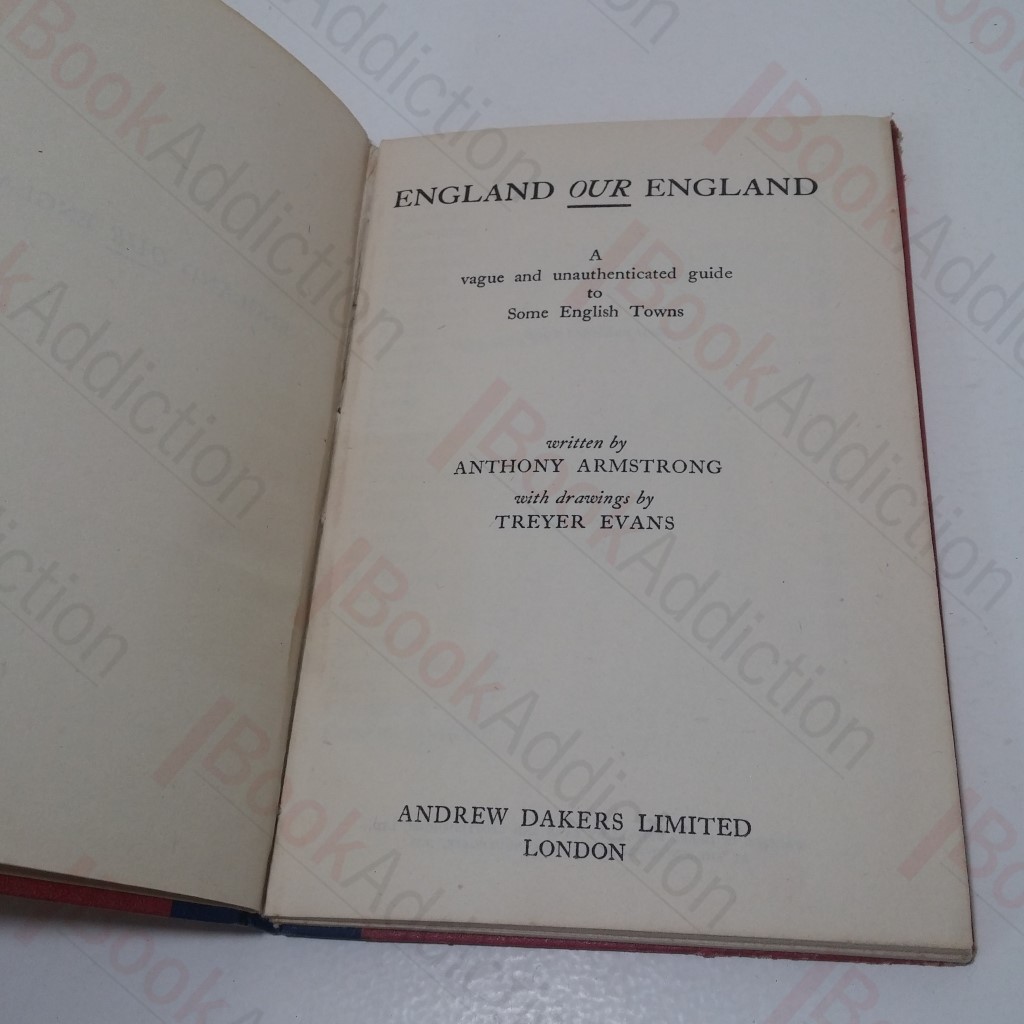 ENGLAND OUR ENGLAND
A
vague and unauthenticated guide
to
Some English Towns
written by
ANTHONY ARMSTRONG
with drawings by
TREYER EVANS
ANDREW DAKERS LIMITED
LONDON
BookAddiction